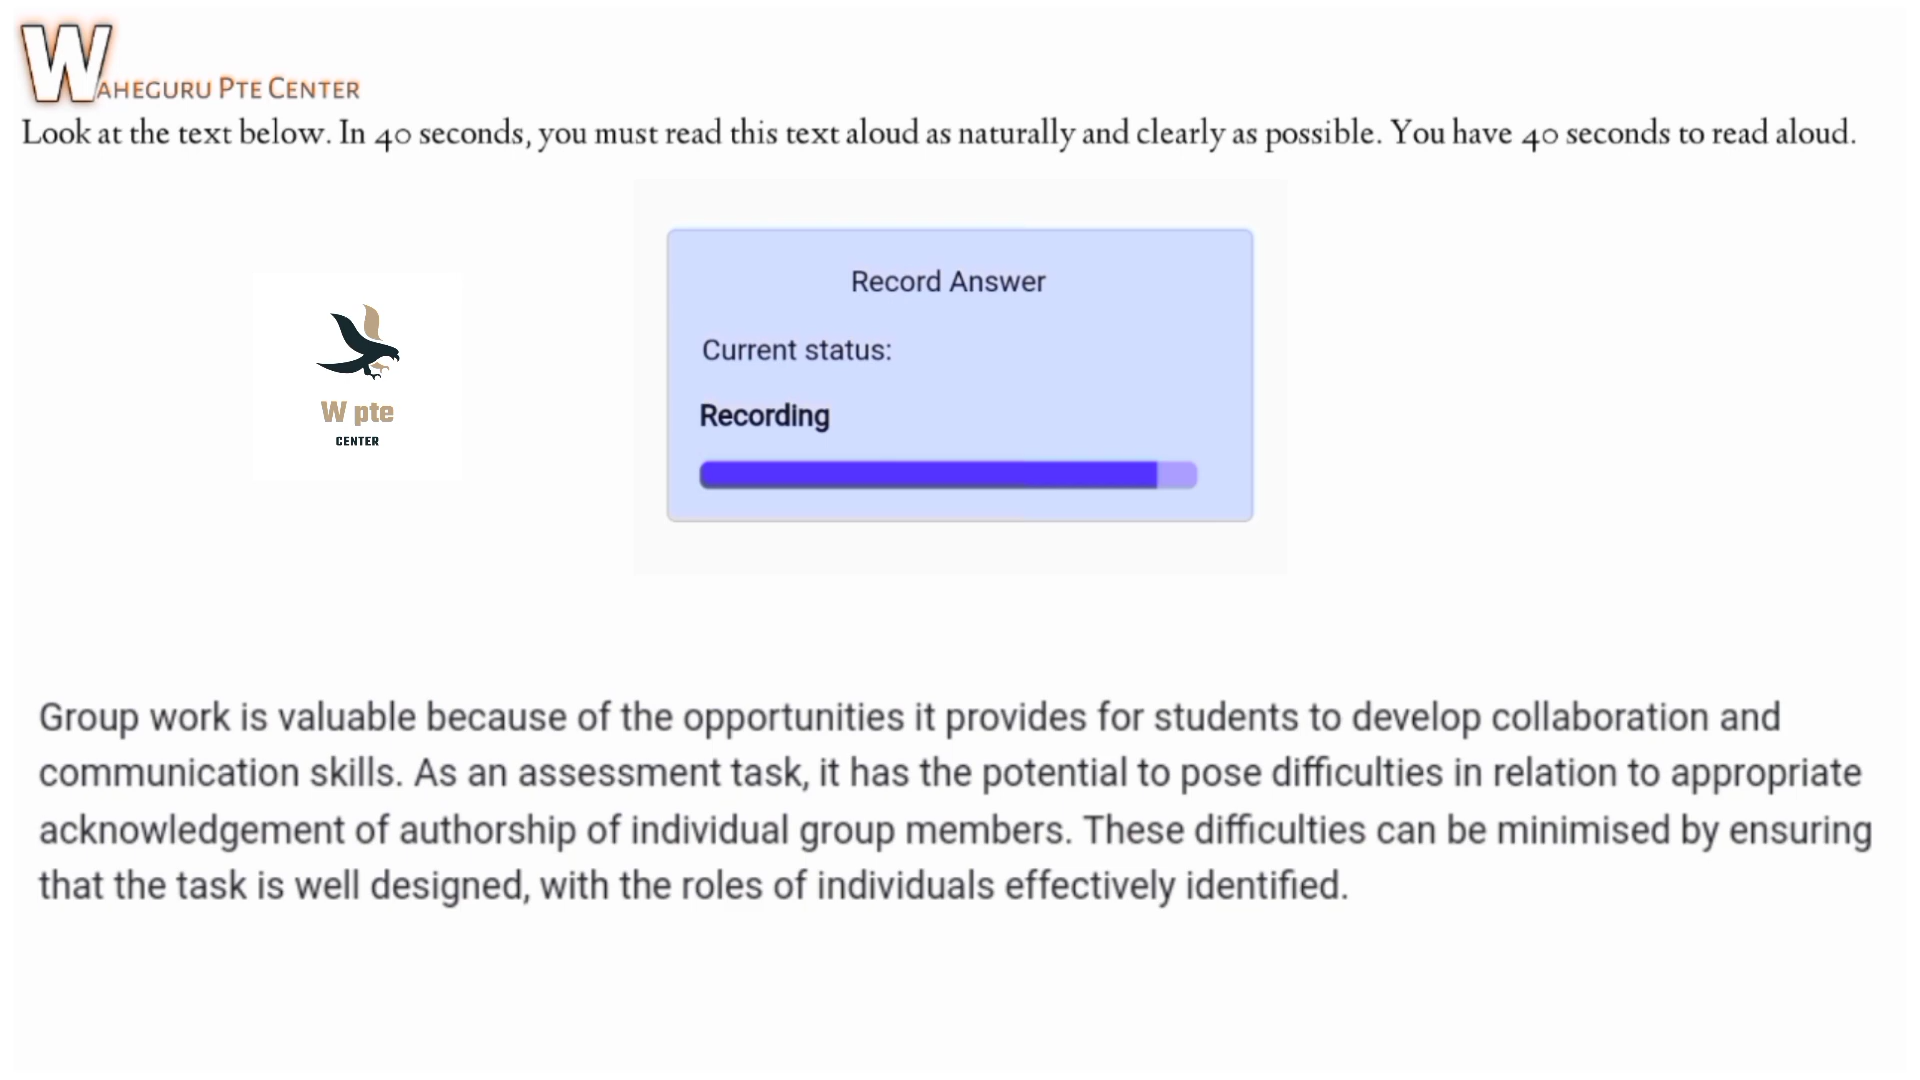 WAHEGURU PTE CENTER
Look at the text below. In 40 seconds, you must read this text aloud as naturally and clearly as possible. You have 40 seconds to read aloud.
Record Answer
Current status:
Recording
W pte
CENTER
Group work is valuable because of the opportunities it provides for students to develop collaboration and
communication skills. As an assessment task, it has the potential to pose difficulties in relation to appropriate
acknowledgement of authorship of individual group members. These difficulties can be minimised by ensuring
that the task is well designed, with the roles of individuals effectively identified.